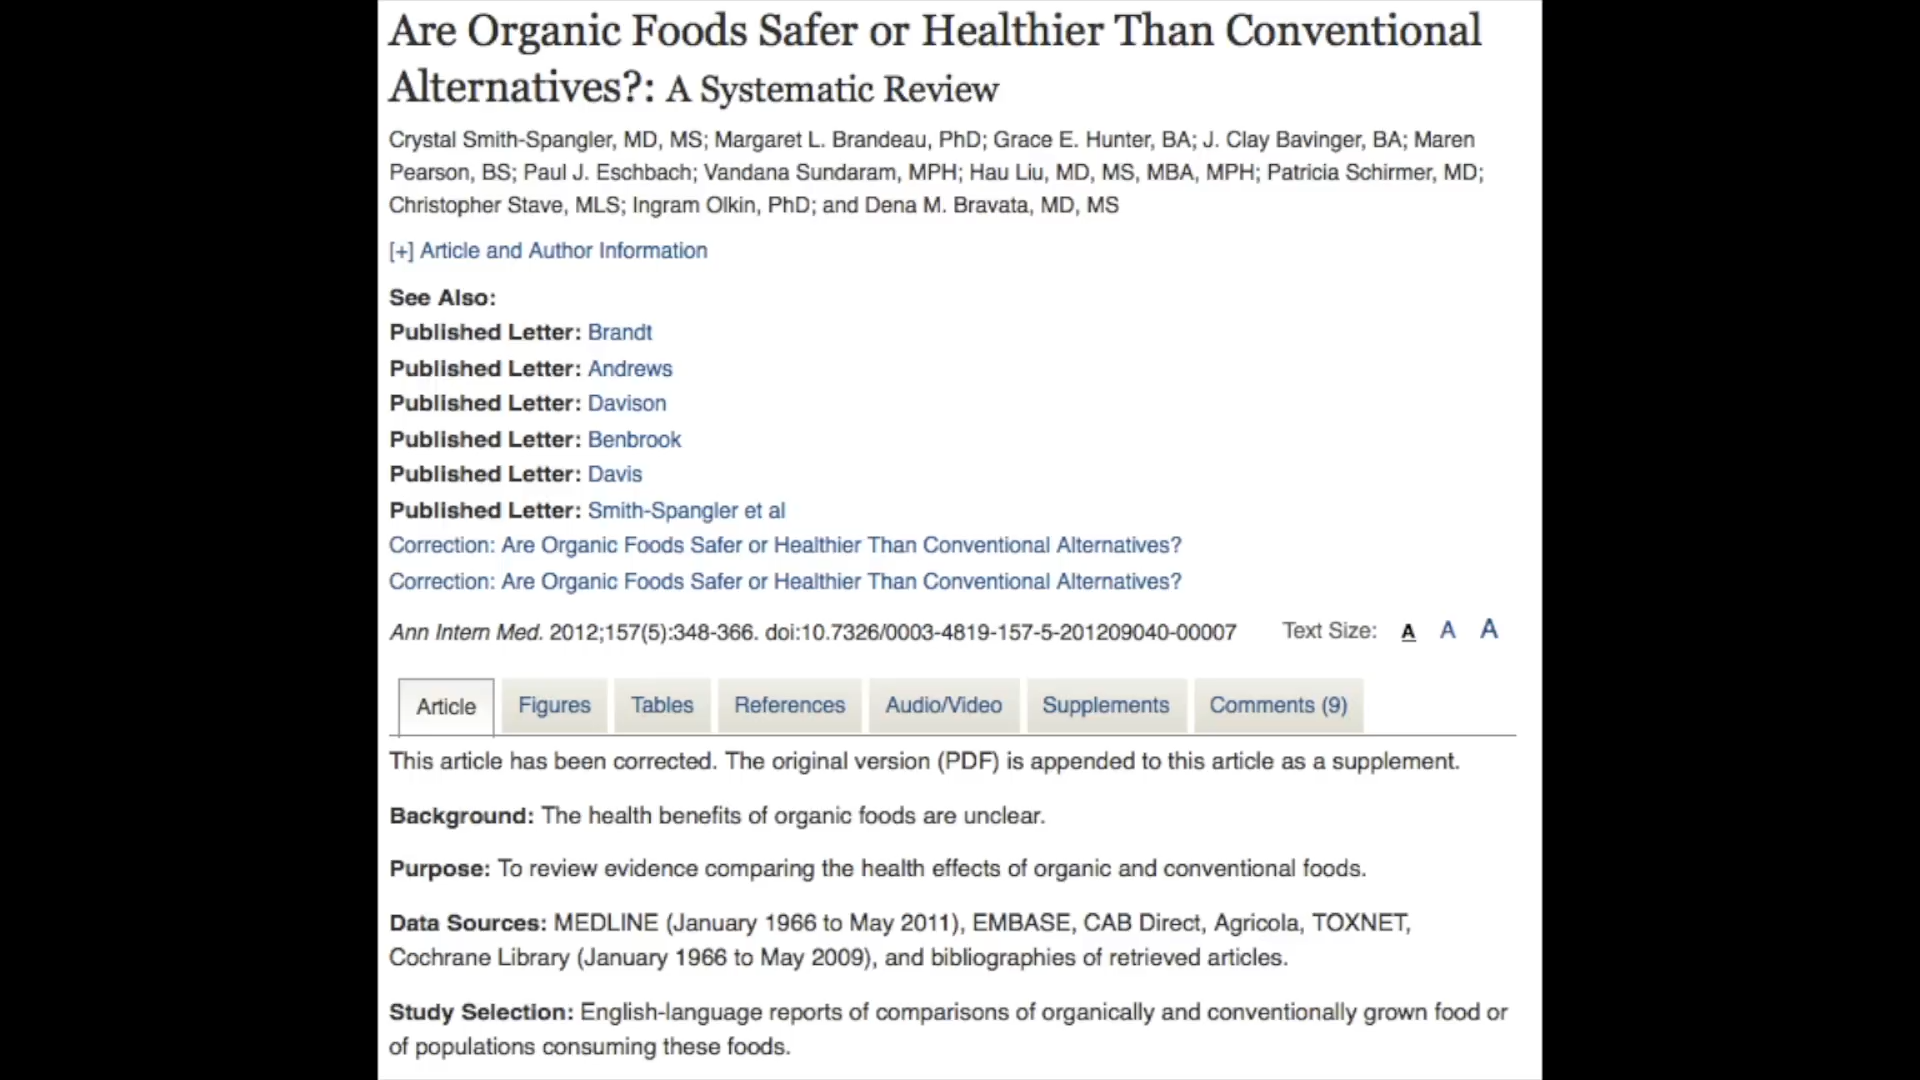 Are Organic Foods Safer or Healthier Than Conventional
Alternatives?: A Systematic Review
Crystal Smith-Spangler, MD, MS; Margaret L. Brandeau, PhD; Grace E. Hunter, BA; J. Clay Bavinger, BA; Maren
Pearson, BS; Paul J. Eschbach; Vandana Sundaram, MPH; Hau Liu, MD, MS, MBA, MPH; Patricia Schirmer, MD;
Christopher Stave, MLS; Ingram Olkin, PhD; and Dena M. Bravata, MD, MS
[+] Article and Author Information
See Also:
Published Letter: Brandt
Published Letter: Andrews
Published Letter: Davison
Published Letter: Benbrook
Published Letter: Davis
Published Letter: Smith-Spangler et al
Correction: Are Organic Foods Safer or Healthier Than Conventional Alternatives?
Correction: Are Organic Foods Safer or Healthier Than Conventional Alternatives?
Ann Intern Med. 2012;157(5):348-366. doi:10.7326/0003-4819-157-5-201209040-00007 Text Size: A A A
Article Figures Tables References Audio/Video Supplements Comments (9)
This article has been corrected. The original version (PDF) is appended to this article as a supplement.
Background: The health benefits of organic foods are unclear.
Purpose: To review evidence comparing the health effects of organic and conventional foods.
Data Sources: MEDLINE (January 1966 to May 2011), EMBASE, CAB Direct, Agricola, TOXNET,
Cochrane Library (January 1966 to May 2009), and bibliographies of retrieved articles.
Study Selection: English-language reports of comparisons of organically and conventionally grown food or
of populations consuming these foods.